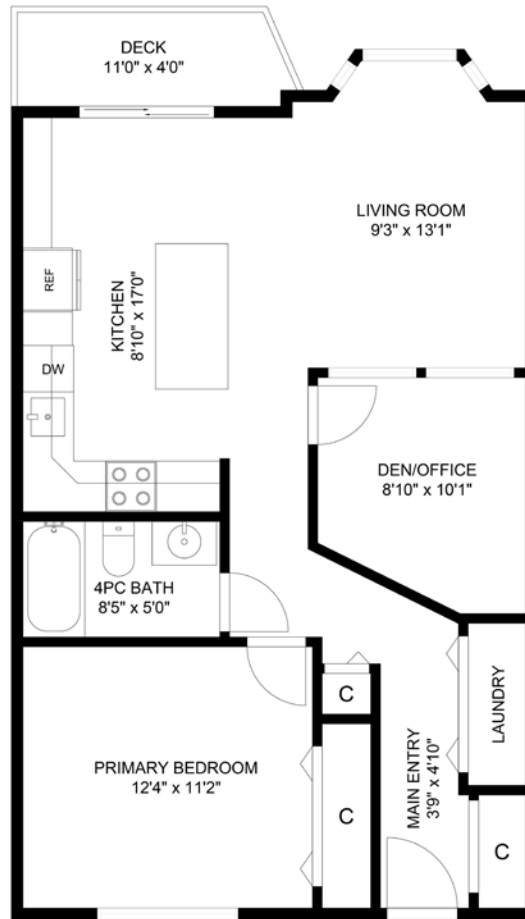 DECK
11'0" x 4'0"
LIVING ROOM
9'3" x 13'1"
REF
KITCHEN
8'10" x 17'0"
DW
DEN/OFFICE
8'10" x 10'1"
4PC BATH
8'5" x 5'0"
LAUNDRY
C
PRIMARY BEDROOM
12'4" x 11'2"
MAIN ENTRY
3'9" x 4'10"
C
C